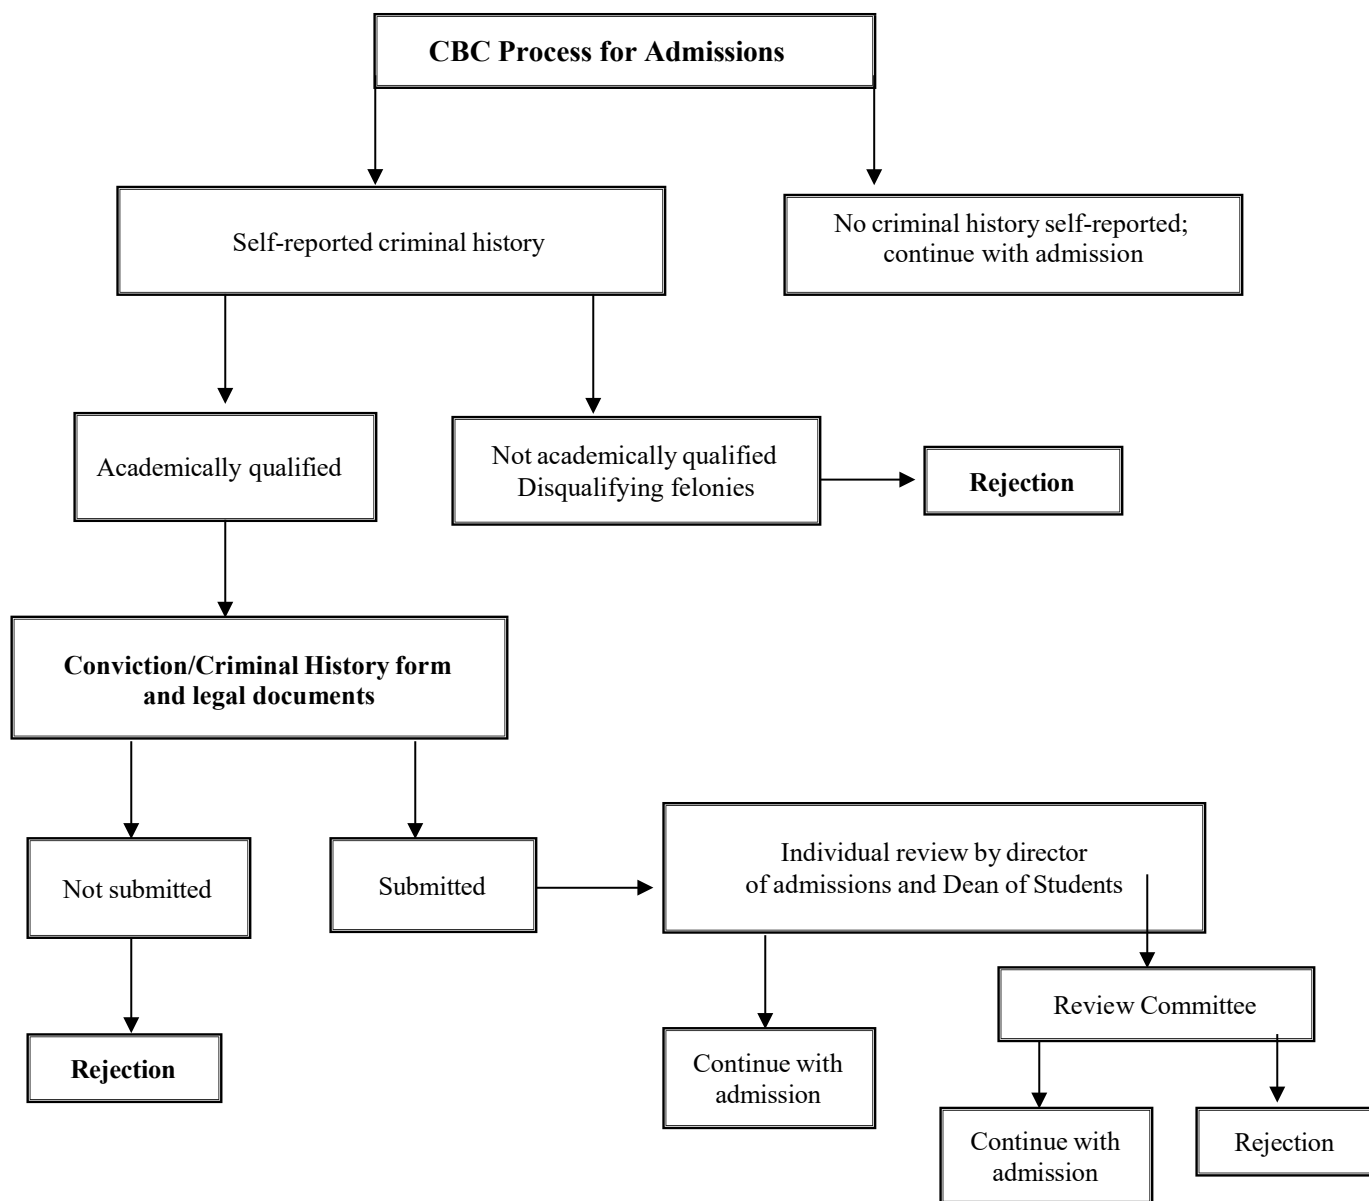 CBC Process for Admissions
Self-reported criminal history
No criminal history self-reported;
continue with admission
Academically qualified
Not academically qualified
Disqualifying felonies
Rejection
Conviction/Criminal History form
and legal documents
Not submitted
Submitted
Individual review by director
of admissions and Dean of Students
Review Committee
Rejection
Continue with
admission
Continue with
admission
Rejection